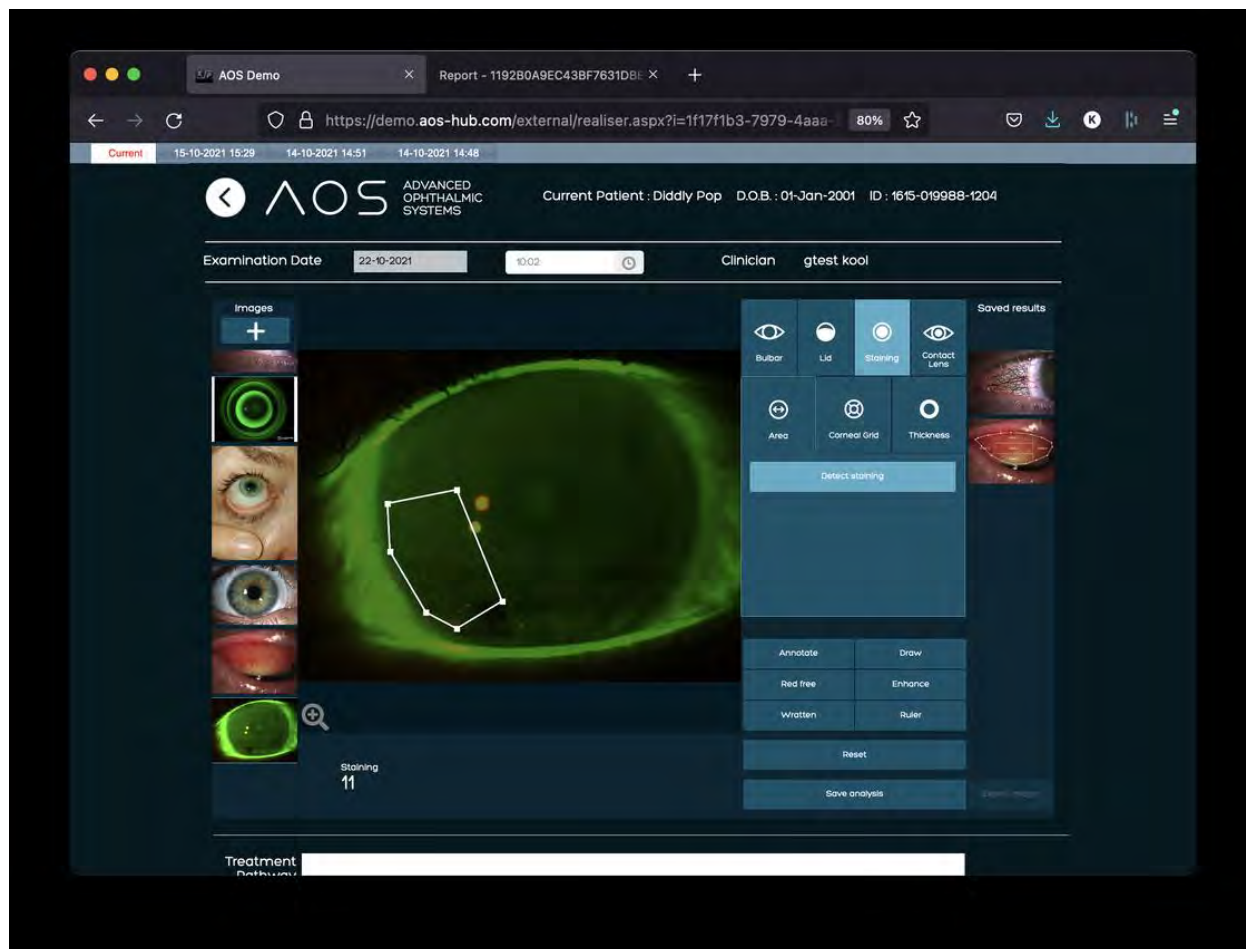 AOS Demo
Report - 1192B0A9EC43BF7631DB
https://demo.aos-hub.com/external/realiser.aspx?i=1f17f1b3-7979-4aaa-
80%
K
Current 15-10-2021 15:29 14-10-2021 14:51 14-10-2021 14:48
AOS
ADVANCED
OPHTHALMIC
SYSTEMS
Current Patient : Diddly Pop D.O.B. : 01-Jan-2001 ID : 1615-019988-1204
Examination Date 22-10-2021 10:02 Clinician gtest kool
Images
Bulbar Lid Staining Contact
Lens
Saved results
Area Corneal Grid Thickness
Detect staining
Annotate Draw
Red free Enhance
Wratten Ruler
Reset
Save analysis
Staining
11
Treatment
Pathway